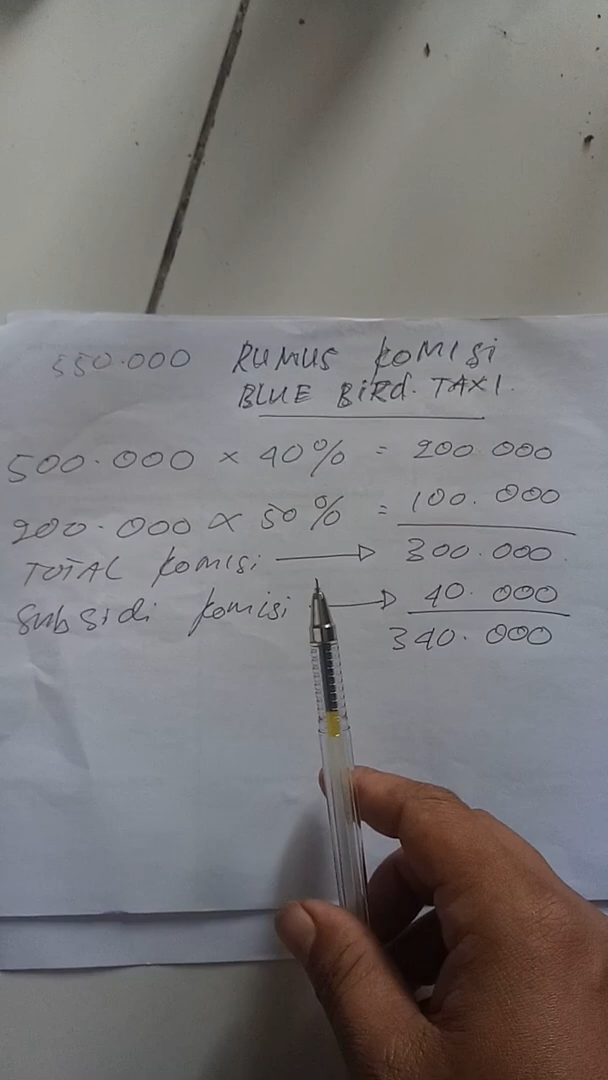 550.000 RUMUS KOMISI
BLUE BIRD. TAXI.
500.000 x 40% = 200.000
200.000 x 50% = 100.000
TOTAL KOMISI → 300.000
Subsidi komisi → 40.000
340.000